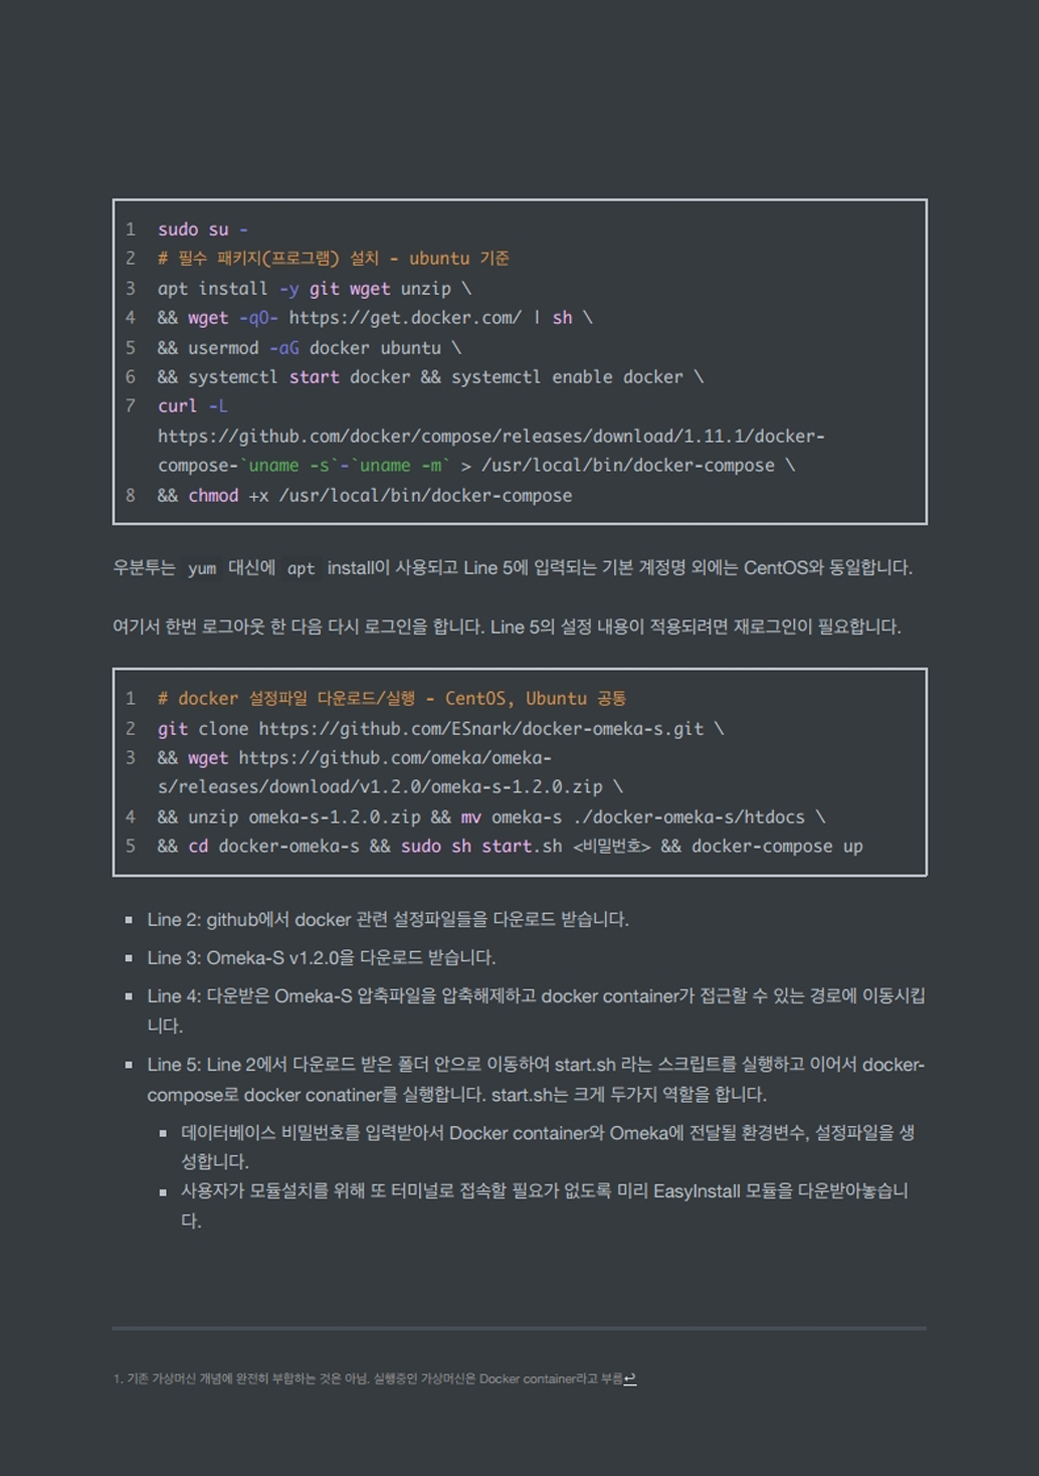 1 sudo su -
2 # 필수 패키지(프로그램) 설치 - ubuntu 기준
3 apt install -y git wget unzip \
4 && wget -qO- https://get.docker.com/ | sh \
5 && usermod -aG docker ubuntu \
6 && systemctl start docker && systemctl enable docker \
7 curl -L
https://github.com/docker/compose/releases/download/1.11.1/docker-
compose-`uname -s`-`uname -m` > /usr/local/bin/docker-compose \
8 && chmod +x /usr/local/bin/docker-compose
우분투는 yum 대신에 apt install이 사용되고 Line 5에 입력되는 기본 계정명 외에는 CentOS와 동일합니다.
여기서 한번 로그아웃 한 다음 다시 로그인을 합니다. Line 5의 설정 내용이 적용되려면 재로그인이 필요합니다.
1 # docker 설정파일 다운로드/실행 - CentOS, Ubuntu 공통
2 git clone https://github.com/ESnark/docker-omeka-s.git \
3 && wget https://github.com/omeka/omeka-
s/releases/download/v1.2.0/omeka-s-1.2.0.zip \
4 && unzip omeka-s-1.2.0.zip && mv omeka-s ./docker-omeka-s/htdocs \
5 && cd docker-omeka-s && sudo sh start.sh <비밀번호> && docker-compose up
▪ Line 2: github에서 docker 관련 설정파일들을 다운로드 받습니다.
▪ Line 3: Omeka-S v1.2.0을 다운로드 받습니다.
▪ Line 4: 다운받은 Omeka-S 압축파일을 압축해제하고 docker container가 접근할 수 있는 경로에 이동시킵
니다.
▪ Line 5: Line 2에서 다운로드 받은 폴더 안으로 이동하여 start.sh 라는 스크립트를 실행하고 이어서 docker-
compose로 docker conatiner를 실행합니다. start.sh는 크게 두가지 역할을 합니다.
▪ 데이터베이스 비밀번호를 입력받아서 Docker container와 Omeka에 전달될 환경변수, 설정파일을 생
성합니다.
▪ 사용자가 모듈설치를 위해 또 터미널로 접속할 필요가 없도록 미리 EasyInstall 모듈을 다운받아놓습니
다.
1. 기존 가상머신 개념에 완전히 부합하는 것은 아님. 실행중인 가상머신은 Docker container라고 부름↩